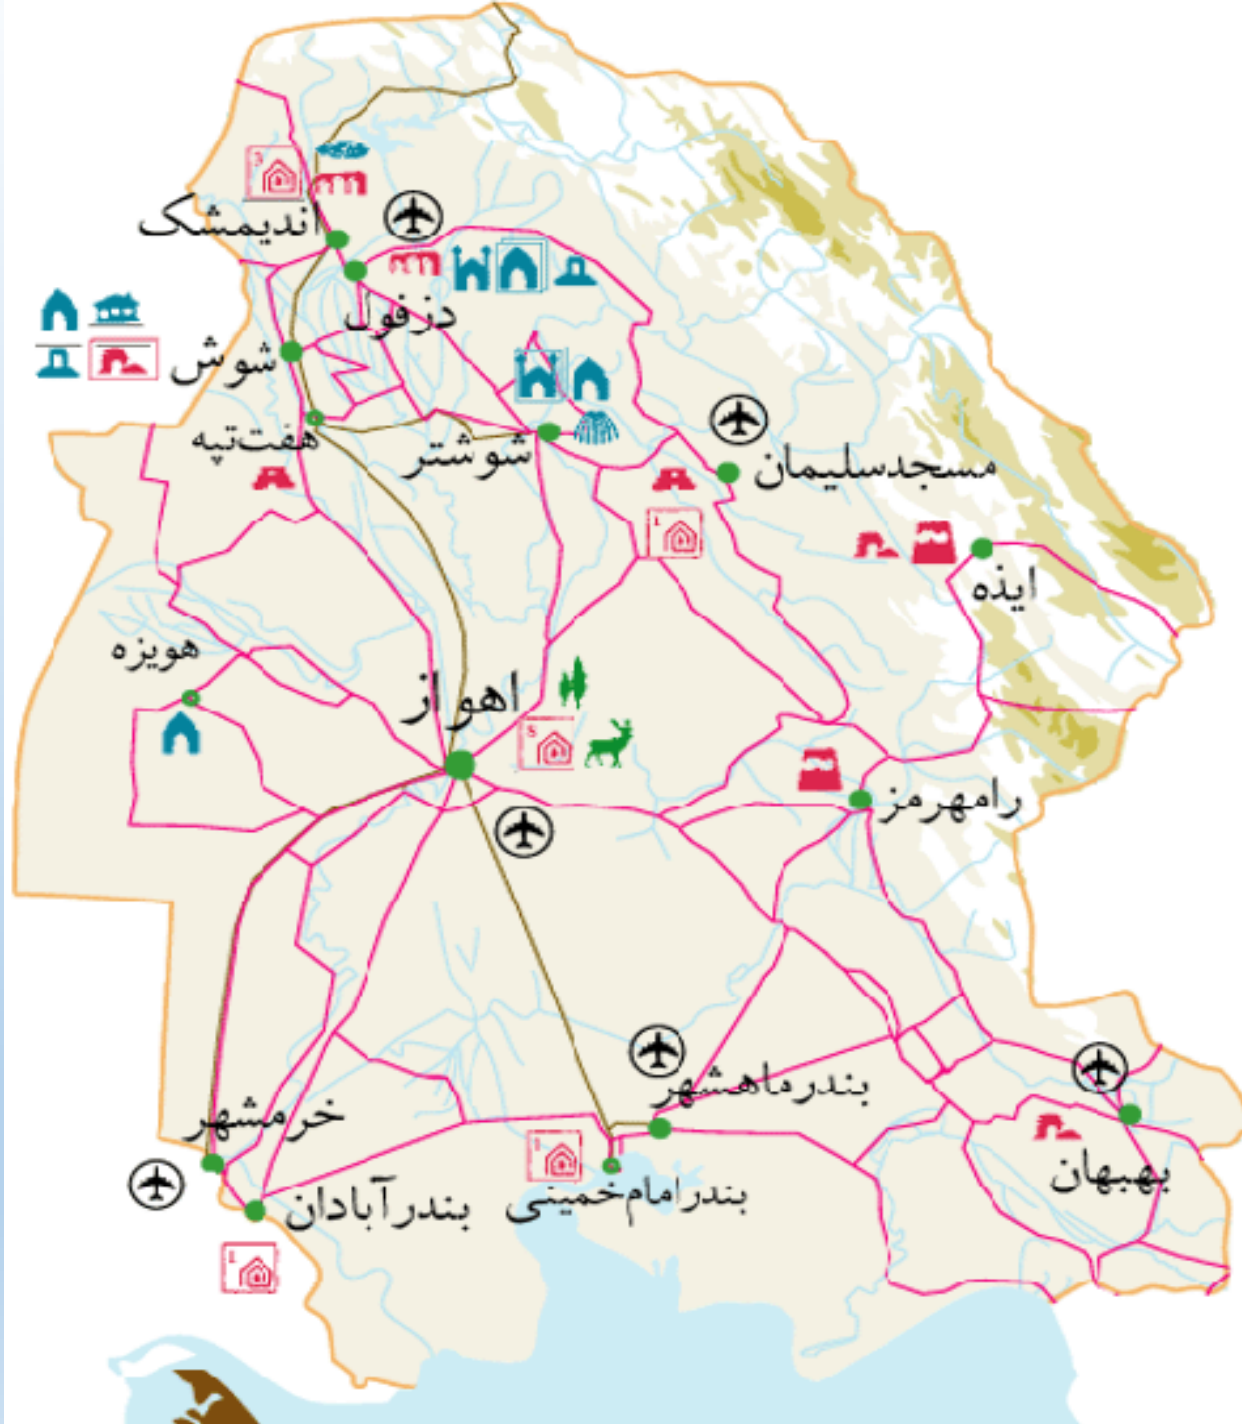 اندیمشک
دزفول
شوش
هفت‌تپه
شوشتر
مسجدسلیمان
ایذه
هویزه
اهواز
رامهرمز
بندرماهشهر
خرمشهر
بهبهان
بندرامام‌خمینی
بندرآبادان